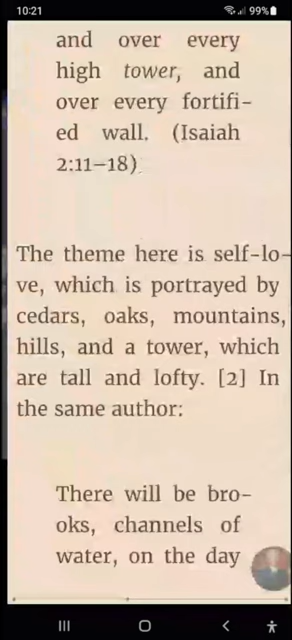 10:21 99%
and over every
high tower, and
over every fortifi-
ed wall. (Isaiah
2:11–18)
The theme here is self-lo-
ve, which is portrayed by
cedars, oaks, mountains,
hills, and a tower, which
are tall and lofty. [2] In
the same author:
There will be bro-
oks, channels of
water, on the day